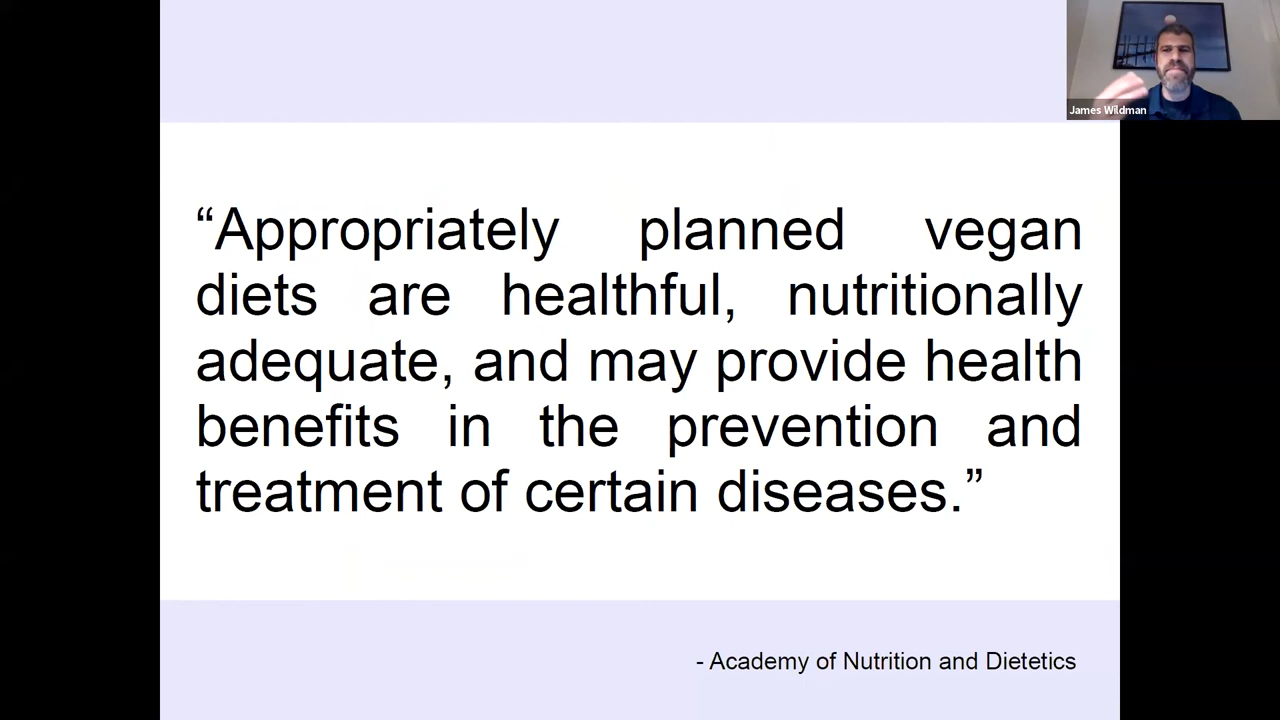 James Wildman
“Appropriately planned vegan
diets are healthful, nutritionally
adequate, and may provide health
benefits in the prevention and
treatment of certain diseases.”
- Academy of Nutrition and Dietetics